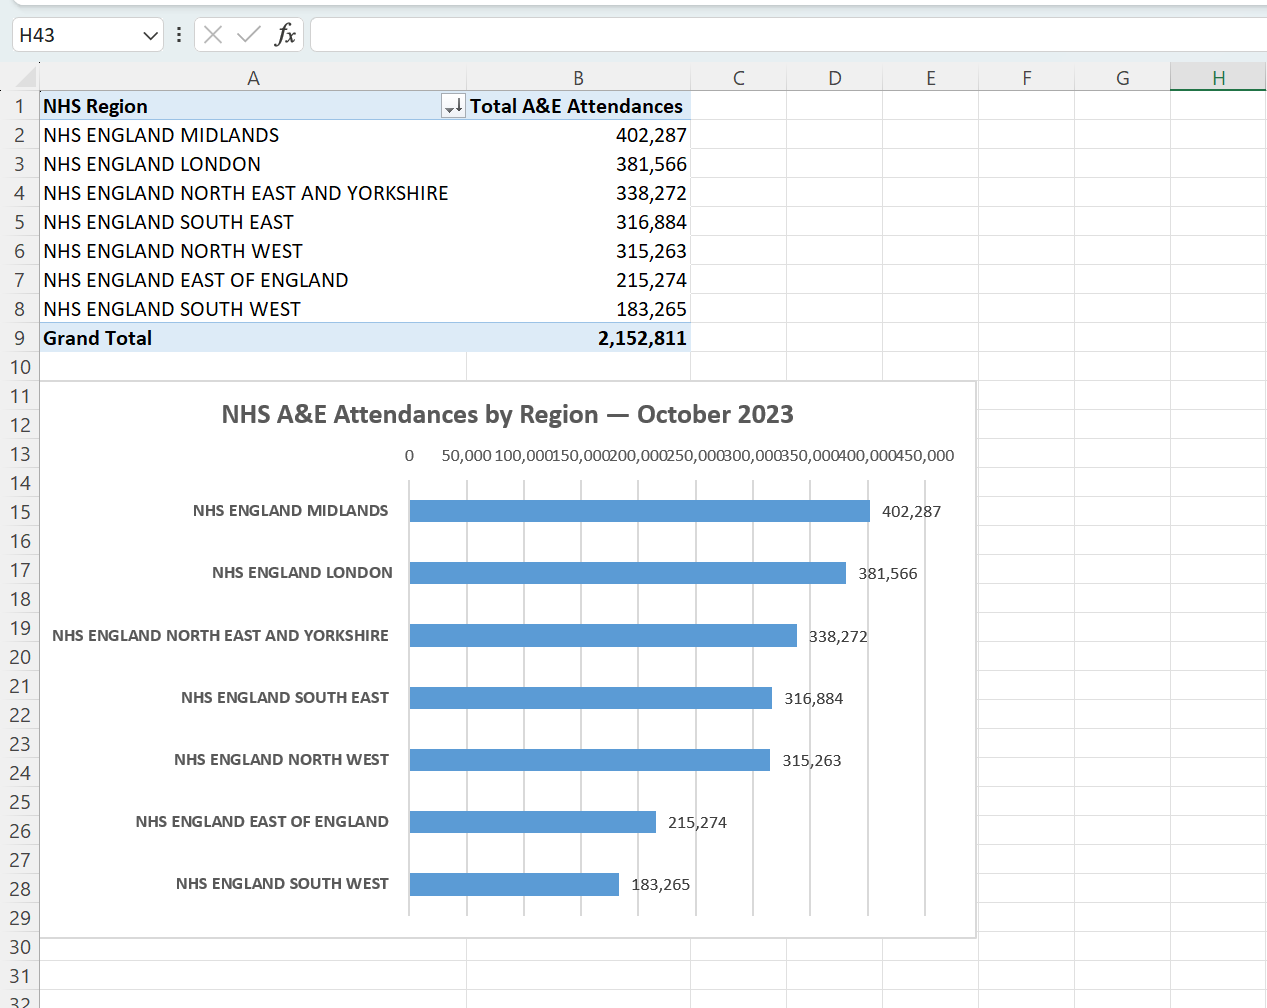 H43 fx
A B C D E F G H
1 NHS Region Total A&E Attendances
2 NHS ENGLAND MIDLANDS 402,287
3 NHS ENGLAND LONDON 381,566
4 NHS ENGLAND NORTH EAST AND YORKSHIRE 338,272
5 NHS ENGLAND SOUTH EAST 316,884
6 NHS ENGLAND NORTH WEST 315,263
7 NHS ENGLAND EAST OF ENGLAND 215,274
8 NHS ENGLAND SOUTH WEST 183,265
9 Grand Total 2,152,811
10
11
12 NHS A&E Attendances by Region — October 2023
13 0 50,000 100,000 150,000 200,000 250,000 300,000 350,000 400,000 450,000
14
15 NHS ENGLAND MIDLANDS 402,287
16
17 NHS ENGLAND LONDON 381,566
18
19 NHS ENGLAND NORTH EAST AND YORKSHIRE 338,272
20
21 NHS ENGLAND SOUTH EAST 316,884
22
23 NHS ENGLAND NORTH WEST 315,263
24
25 NHS ENGLAND EAST OF ENGLAND 215,274
26
27
28 NHS ENGLAND SOUTH WEST 183,265
29
30
31
32